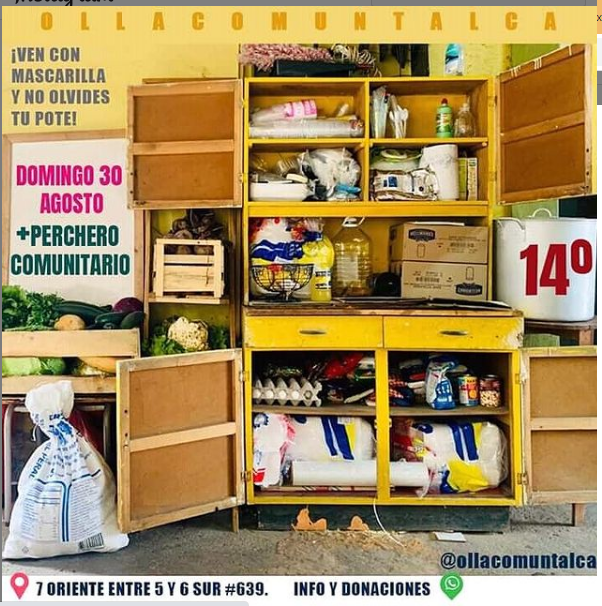 OLLACOMUNTALCA
¡VEN CON
MASCARILLA
Y NO OLVIDES
TU POTE!
DOMINGO 30
AGOSTO
+PERCHERO
COMUNITARIO
14º
@ollacomuntalca
7 ORIENTE ENTRE 5 Y 6 SUR #639. INFO Y DONACIONES